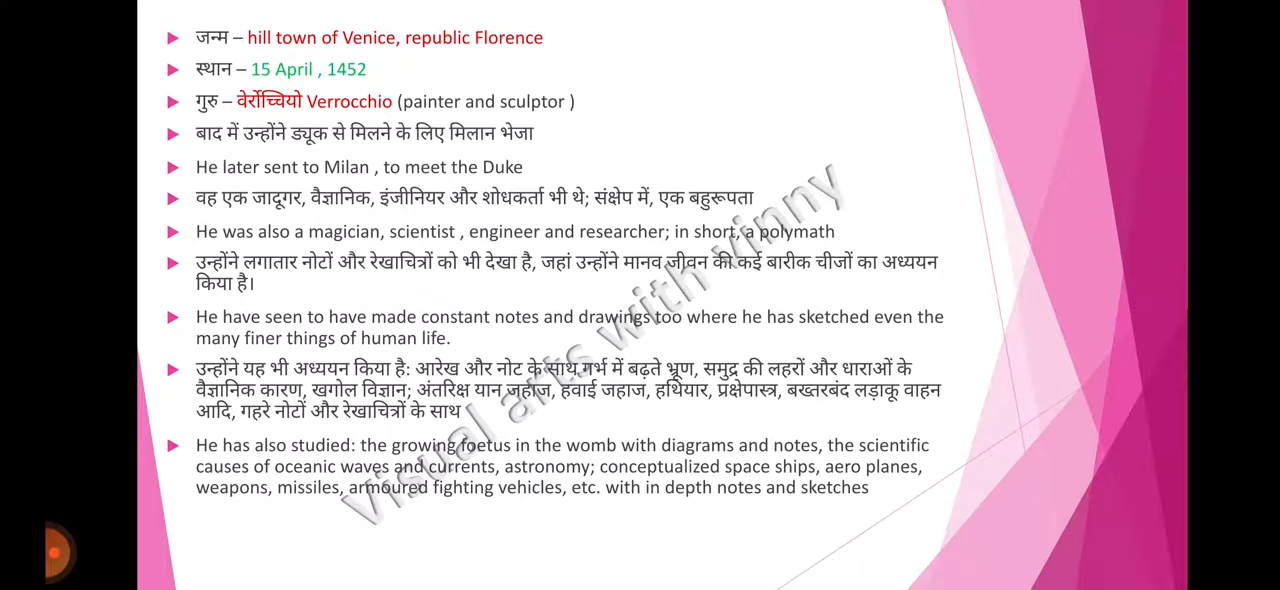 जन्म – hill town of Venice, republic Florence
स्थान – 15 April , 1452
गुरु – वेर्रोच्चियो Verrocchio (painter and sculptor )
बाद में उन्होंने ड्यूक से मिलने के लिए मिलान भेजा
He later sent to Milan , to meet the Duke
वह एक जादूगर, वैज्ञानिक, इंजीनियर और शोधकर्ता भी थे; संक्षेप में, एक बहुरूपता
He was also a magician, scientist , engineer and researcher; in short, a polymath
उन्होंने लगातार नोटों और रेखाचित्रों को भी देखा है, जहां उन्होंने मानव जीवन की कई बारीक चीजों का अध्ययन
किया है।
He have seen to have made constant notes and drawings too where he has sketched even the
many finer things of human life.
उन्होंने यह भी अध्ययन किया है: आरेख और नोट के साथ गर्भ में बढ़ते भ्रूण, समुद्र की लहरों और धाराओं के
वैज्ञानिक कारण, खगोल विज्ञान; अंतरिक्ष यान जहाज, हवाई जहाज, हथियार, प्रक्षेपास्त्र, बख्तरबंद लड़ाकू वाहन
आदि, गहरे नोटों और रेखाचित्रों के साथ
He has also studied: the growing foetus in the womb with diagrams and notes, the scientific
causes of oceanic waves and currents, astronomy; conceptualized space ships, aero planes,
weapons, missiles, armoured fighting vehicles, etc. with in depth notes and sketches
visual arts with vinny